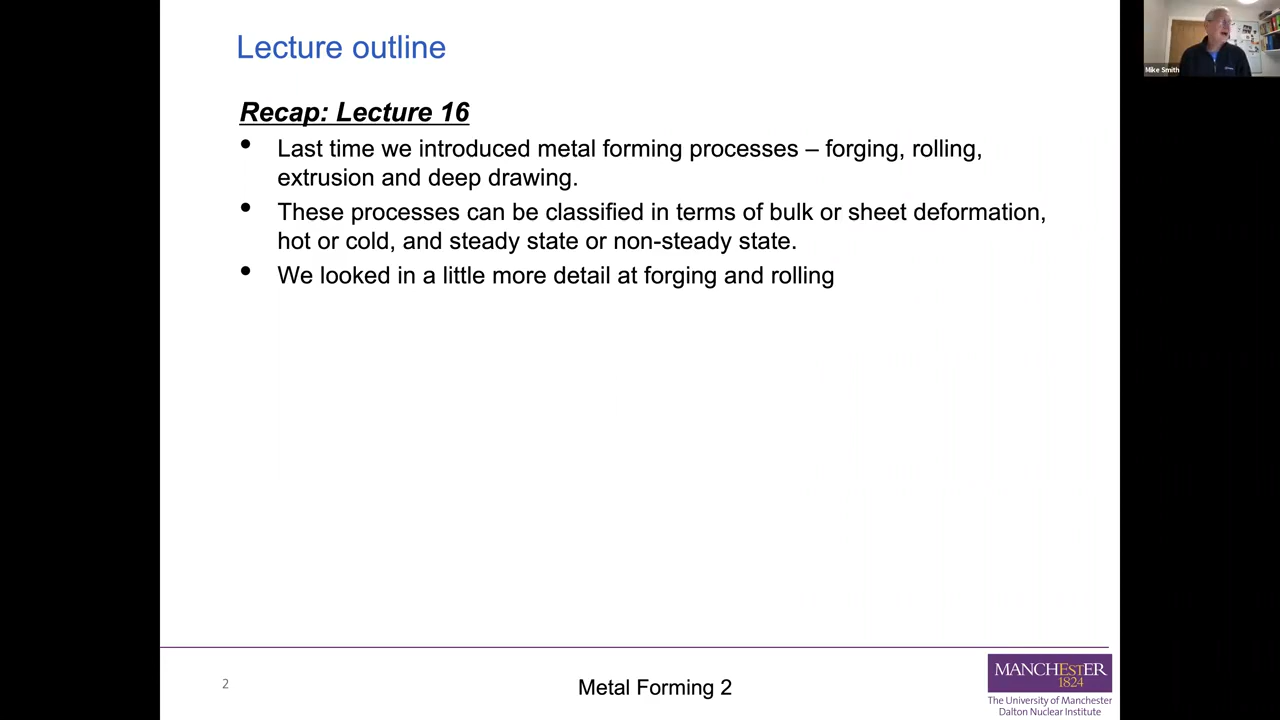 Lecture outline
Mike Smith
Recap: Lecture 16
• Last time we introduced metal forming processes – forging, rolling,
extrusion and deep drawing.
• These processes can be classified in terms of bulk or sheet deformation,
hot or cold, and steady state or non-steady state.
• We looked in a little more detail at forging and rolling
2
Metal Forming 2
MANCHESTER
1824
The University of Manchester
Dalton Nuclear Institute